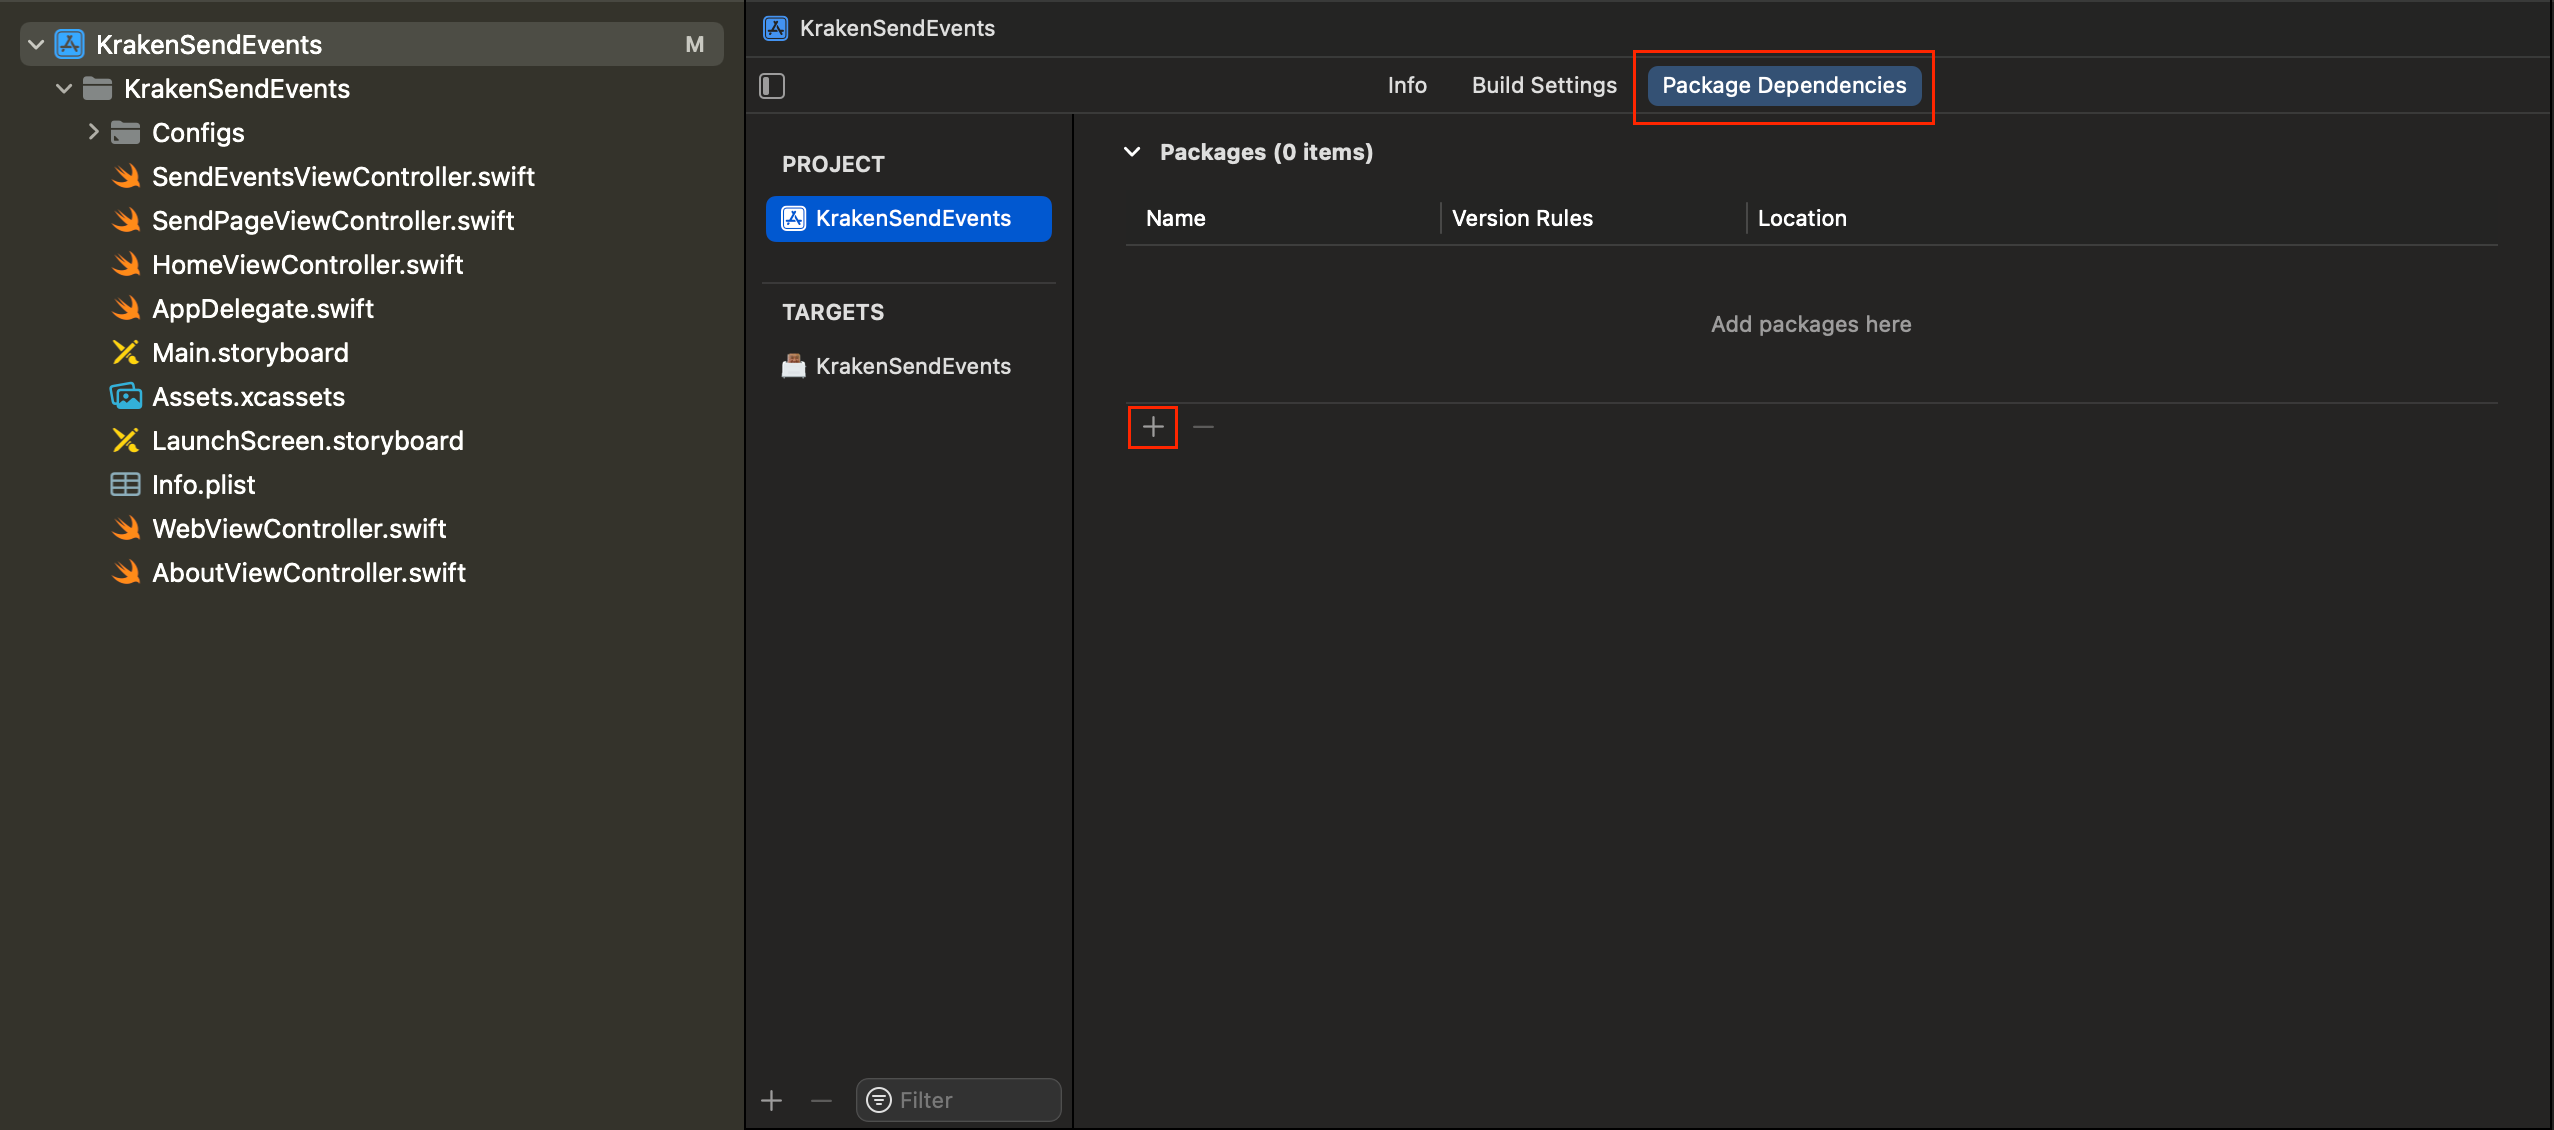 KrakenSendEvents M
KrakenSendEvents
Configs
SendEventsViewController.swift
SendPageViewController.swift
HomeViewController.swift
AppDelegate.swift
Main.storyboard
Assets.xcassets
LaunchScreen.storyboard
Info.plist
WebViewController.swift
AboutViewController.swift
KrakenSendEvents
Info Build Settings Package Dependencies
PROJECT
KrakenSendEvents
TARGETS
KrakenSendEvents
Filter
Packages (0 items)
Name Version Rules Location
Add packages here